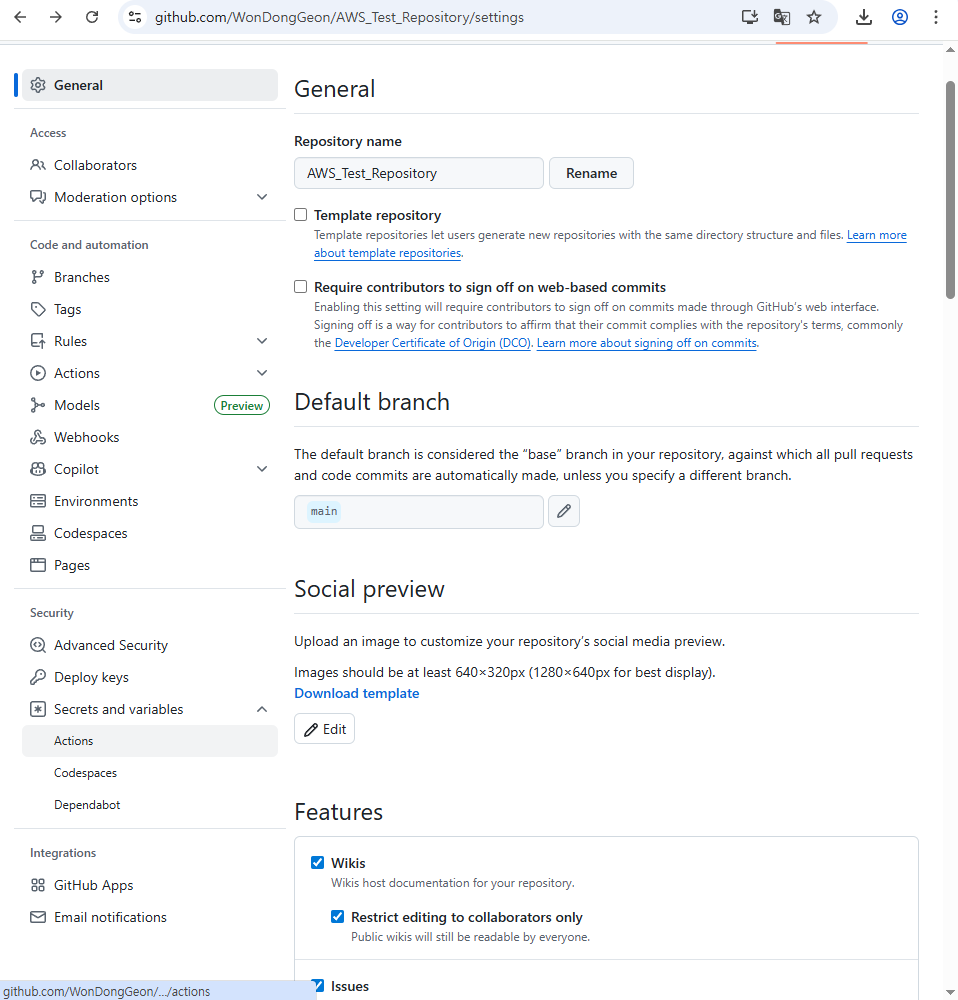 github.com/WonDongGeon/AWS_Test_Repository/settings
General
Access
Collaborators
Moderation options
Code and automation
Branches
Tags
Rules
Actions
Models
Preview
Webhooks
Copilot
Environments
Codespaces
Pages
Security
Advanced Security
Deploy keys
Secrets and variables
Actions
Codespaces
Dependabot
Integrations
GitHub Apps
Email notifications
General
Repository name
AWS_Test_Repository
Rename
Template repository
Template repositories let users generate new repositories with the same directory structure and files. Learn more
about template repositories.
Require contributors to sign off on web-based commits
Enabling this setting will require contributors to sign off on commits made through GitHub’s web interface.
Signing off is a way for contributors to affirm that their commit complies with the repository's terms, commonly
the Developer Certificate of Origin (DCO). Learn more about signing off on commits.
Default branch
The default branch is considered the “base” branch in your repository, against which all pull requests
and code commits are automatically made, unless you specify a different branch.
main
Social preview
Upload an image to customize your repository’s social media preview.
Images should be at least 640×320px (1280×640px for best display).
Download template
Edit
Features
Wikis
Wikis host documentation for your repository.
Restrict editing to collaborators only
Public wikis will still be readable by everyone.
Issues
github.com/WonDongGeon/.../actions